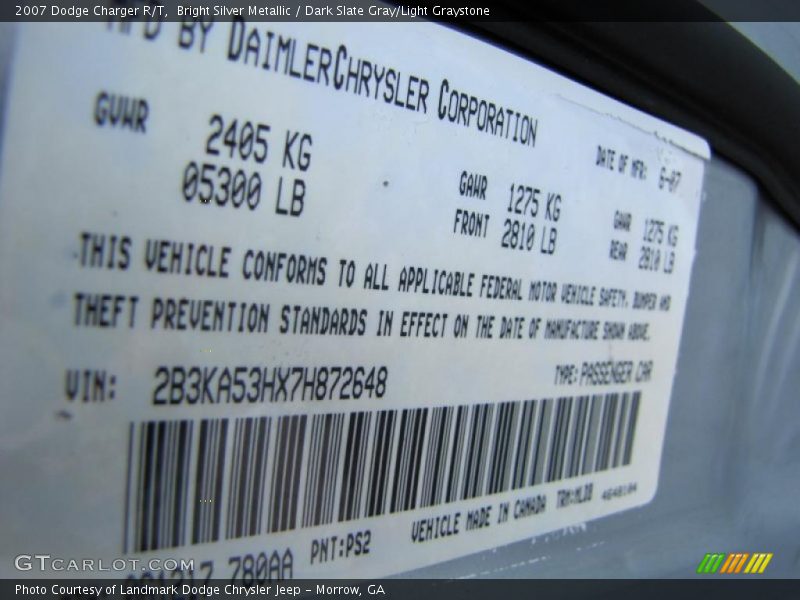 2007 Dodge Charger R/T, Bright Silver Metallic / Dark Slate Gray/Light Graystone
MFD BY DAIMLERCHRYSLER CORPORATION
DATE OF MFR: 6-07
GVWR 2405 KG
05300 LB
GAWR FRONT 1275 KG
2810 LB
GAWR REAR 1275 KG
2810 LB
THIS VEHICLE CONFORMS TO ALL APPLICABLE FEDERAL MOTOR VEHICLE SAFETY, BUMPER AND
THEFT PREVENTION STANDARDS IN EFFECT ON THE DATE OF MANUFACTURE SHOWN ABOVE.
VIN: 2B3KA53HX7H872648
TYPE: PASSENGER CAR
VEHICLE MADE IN CANADA TRM:MLDB
PNT:PS2
780AA
GTCARLOT.COM
Photo Courtesy of Landmark Dodge Chrysler Jeep – Morrow, GA